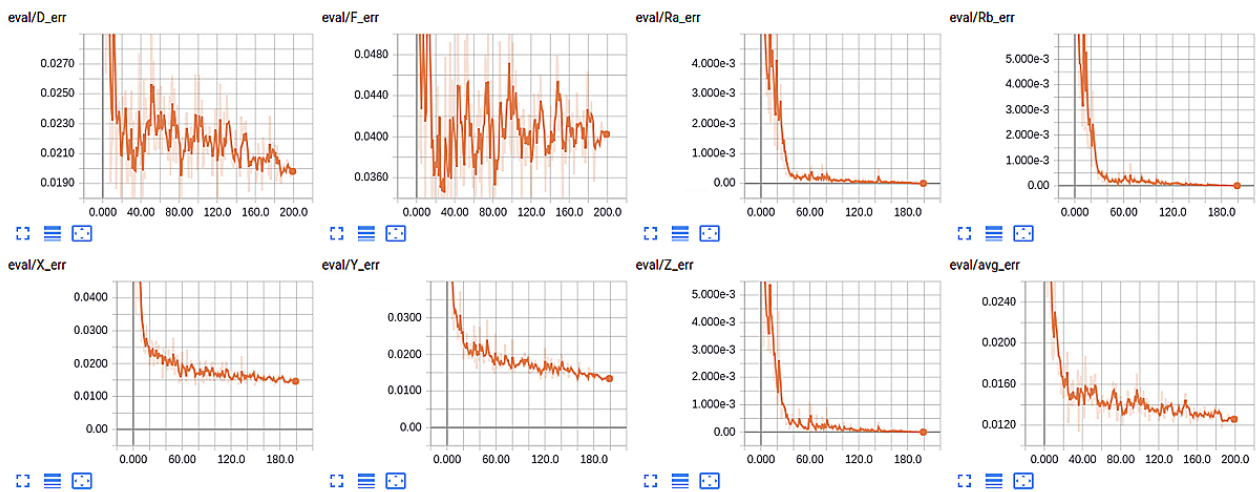 eval/D_err
0.0270
0.0250
0.0230
0.0210
0.0190
0.000 40.00 80.00 120.0 160.0 200.0
eval/F_err
0.0480
0.0440
0.0400
0.0360
0.000 40.00 80.00 120.0 160.0 200.0
eval/Ra_err
4.000e-3
3.000e-3
2.000e-3
1.000e-3
0.00
0.000 60.00 120.0 180.0
eval/Rb_err
5.000e-3
4.000e-3
3.000e-3
2.000e-3
1.000e-3
0.00
0.000 60.00 120.0 180.0
eval/X_err
0.0400
0.0300
0.0200
0.0100
0.00
0.000 60.00 120.0 180.0
eval/Y_err
0.0300
0.0200
0.0100
0.00
0.000 60.00 120.0 180.0
eval/Z_err
5.000e-3
4.000e-3
3.000e-3
2.000e-3
1.000e-3
0.00
0.000 60.00 120.0 180.0
eval/avg_err
0.0240
0.0200
0.0160
0.0120
0.000 40.00 80.00 120.0 160.0 200.0